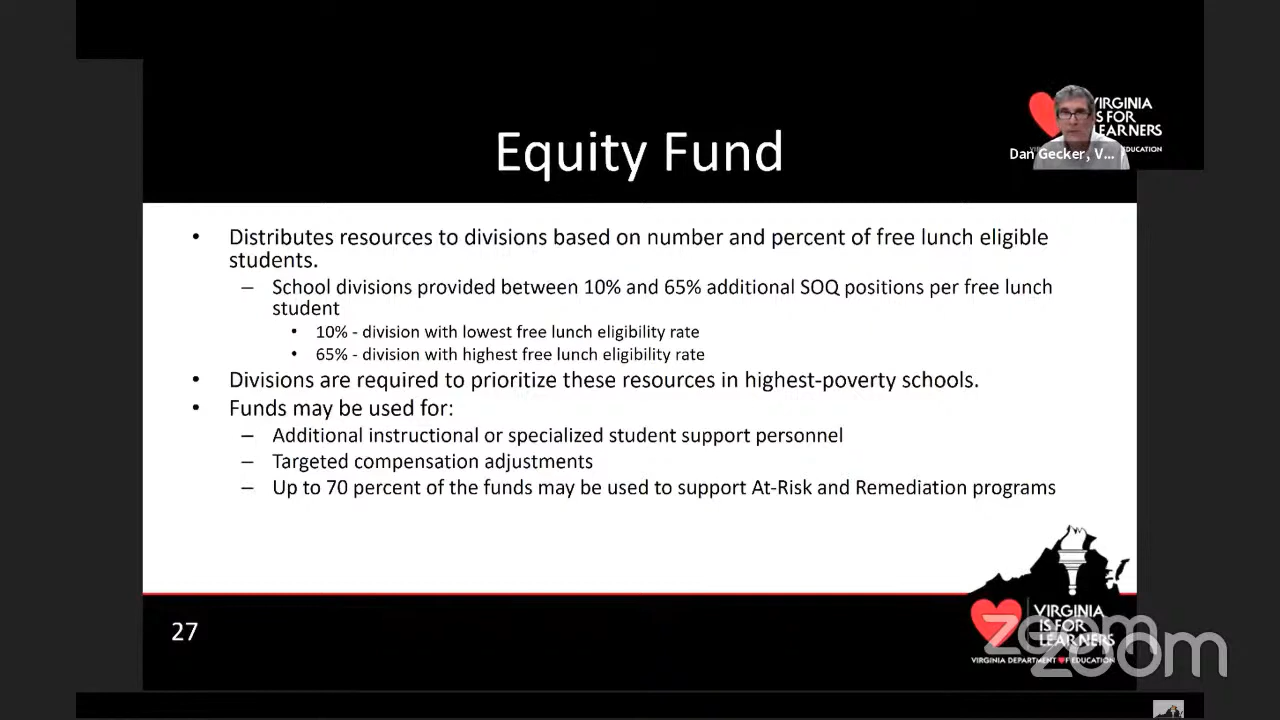 VIRGINIA
IS FOR
LEARNERS
EDUCATION
Dan Gecker, V...
Equity Fund
• Distributes resources to divisions based on number and percent of free lunch eligible
students.
– School divisions provided between 10% and 65% additional SOQ positions per free lunch
student
• 10% - division with lowest free lunch eligibility rate
• 65% - division with highest free lunch eligibility rate
• Divisions are required to prioritize these resources in highest-poverty schools.
• Funds may be used for:
– Additional instructional or specialized student support personnel
– Targeted compensation adjustments
– Up to 70 percent of the funds may be used to support At-Risk and Remediation programs
27
VIRGINIA
IS FOR
LEARNERS
VIRGINIA DEPARTMENT OF EDUCATION
zoom
zoom